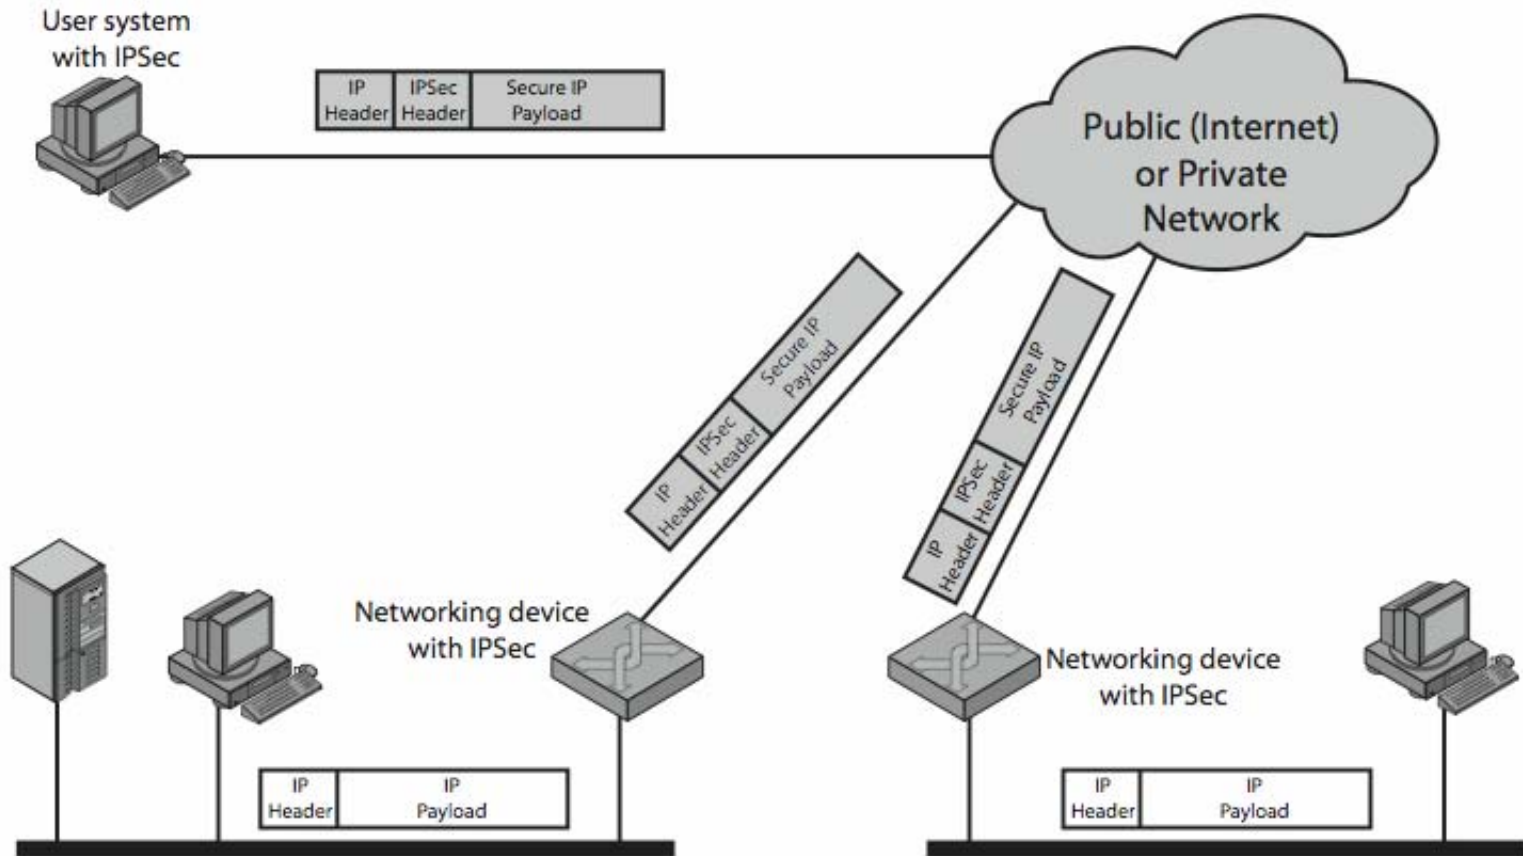 User system
with IPSec
IP
Header
IPSec
Header
Secure IP
Payload
Public (Internet)
or Private
Network
Secure IP
Payload
IPSec
Header
IP
Header
Secure IP
Payload
IPSec
Header
IP
Header
Networking device
with IPSec
Networking device
with IPSec
IP
Header
IP
Payload
IP
Header
IP
Payload